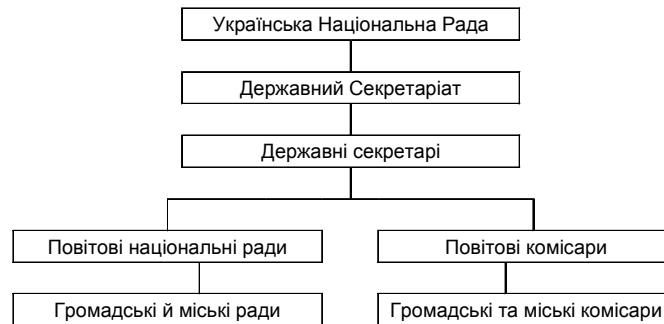 Українська Національна Рада
Державний Секретаріат
Державні секретарі
Повітові національні ради
Повітові комісари
Громадські й міські ради
Громадські та міські комісари